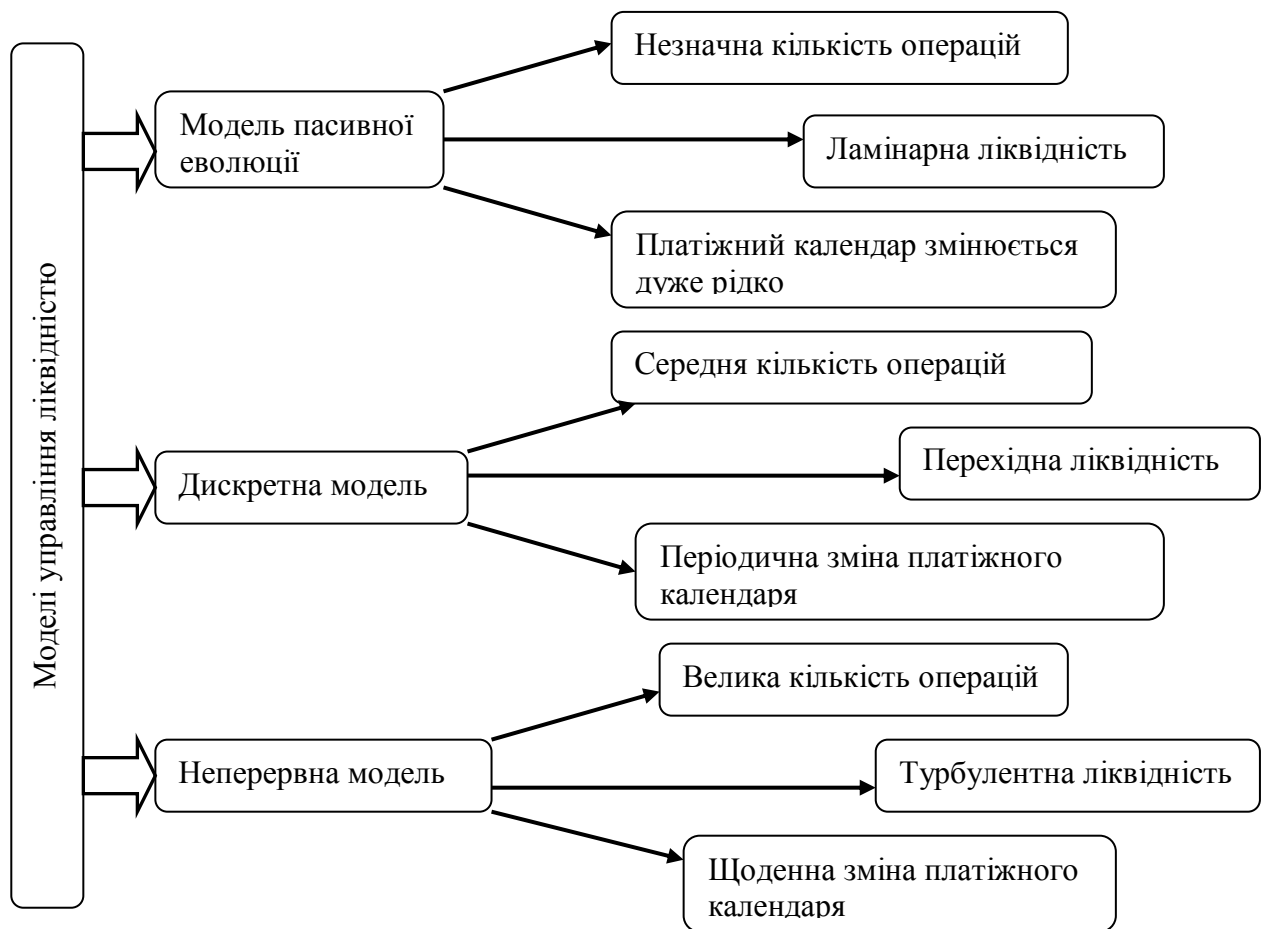 Моделі управління ліквідністю
Модель пасивної
еволюції
Незначна кількість операцій
Ламінарна ліквідність
Платіжний календар змінюється
дуже рідко
Дискретна модель
Середня кількість операцій
Перехідна ліквідність
Періодична зміна платіжного
календаря
Неперервна модель
Велика кількість операцій
Турбулентна ліквідність
Щоденна зміна платіжного
календаря